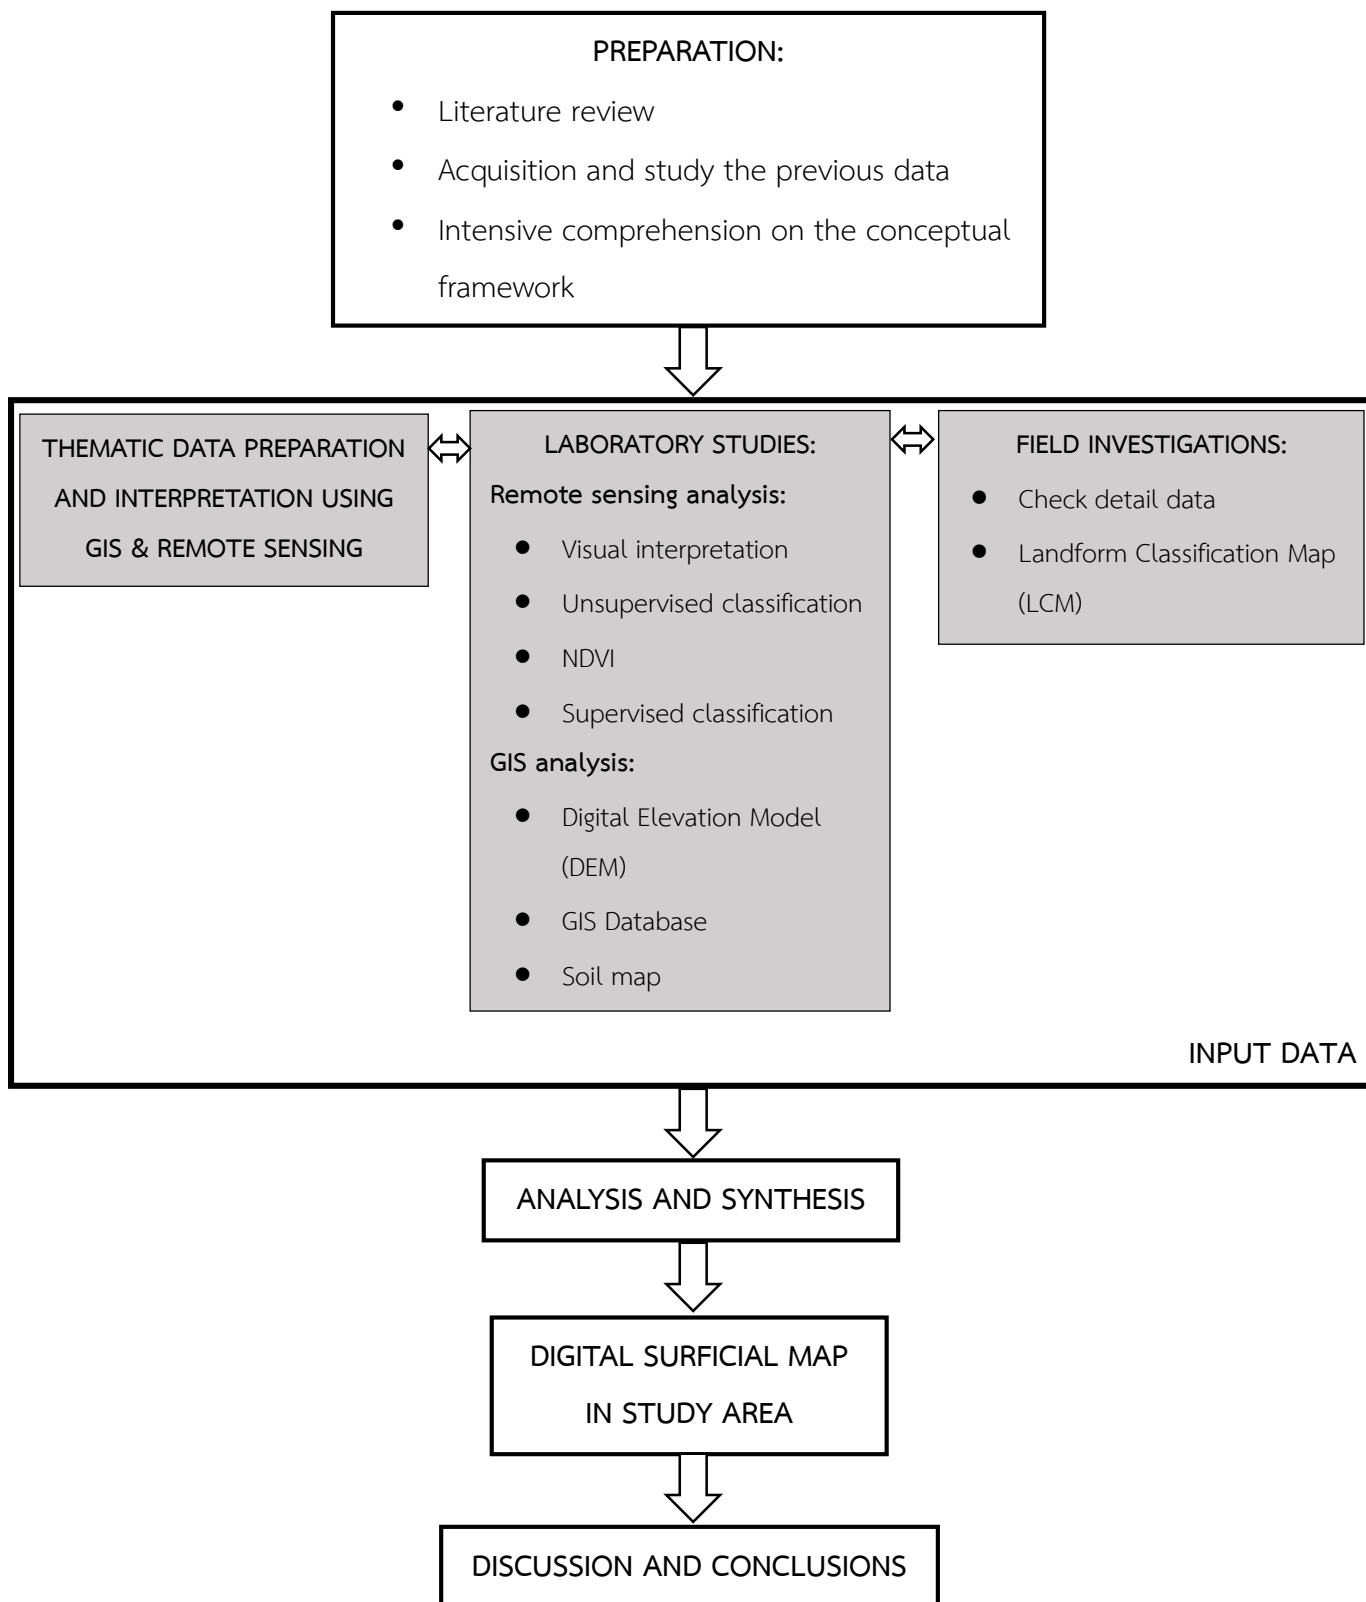 PREPARATION:
• Literature review
• Acquisition and study the previous data
• Intensive comprehension on the conceptual
framework
THEMATIC DATA PREPARATION
AND INTERPRETATION USING
GIS & REMOTE SENSING
LABORATORY STUDIES:
Remote sensing analysis:
● Visual interpretation
● Unsupervised classification
● NDVI
● Supervised classification
GIS analysis:
● Digital Elevation Model
(DEM)
● GIS Database
● Soil map
FIELD INVESTIGATIONS:
● Check detail data
● Landform Classification Map
(LCM)
INPUT DATA
ANALYSIS AND SYNTHESIS
DIGITAL SURFICIAL MAP
IN STUDY AREA
DISCUSSION AND CONCLUSIONS